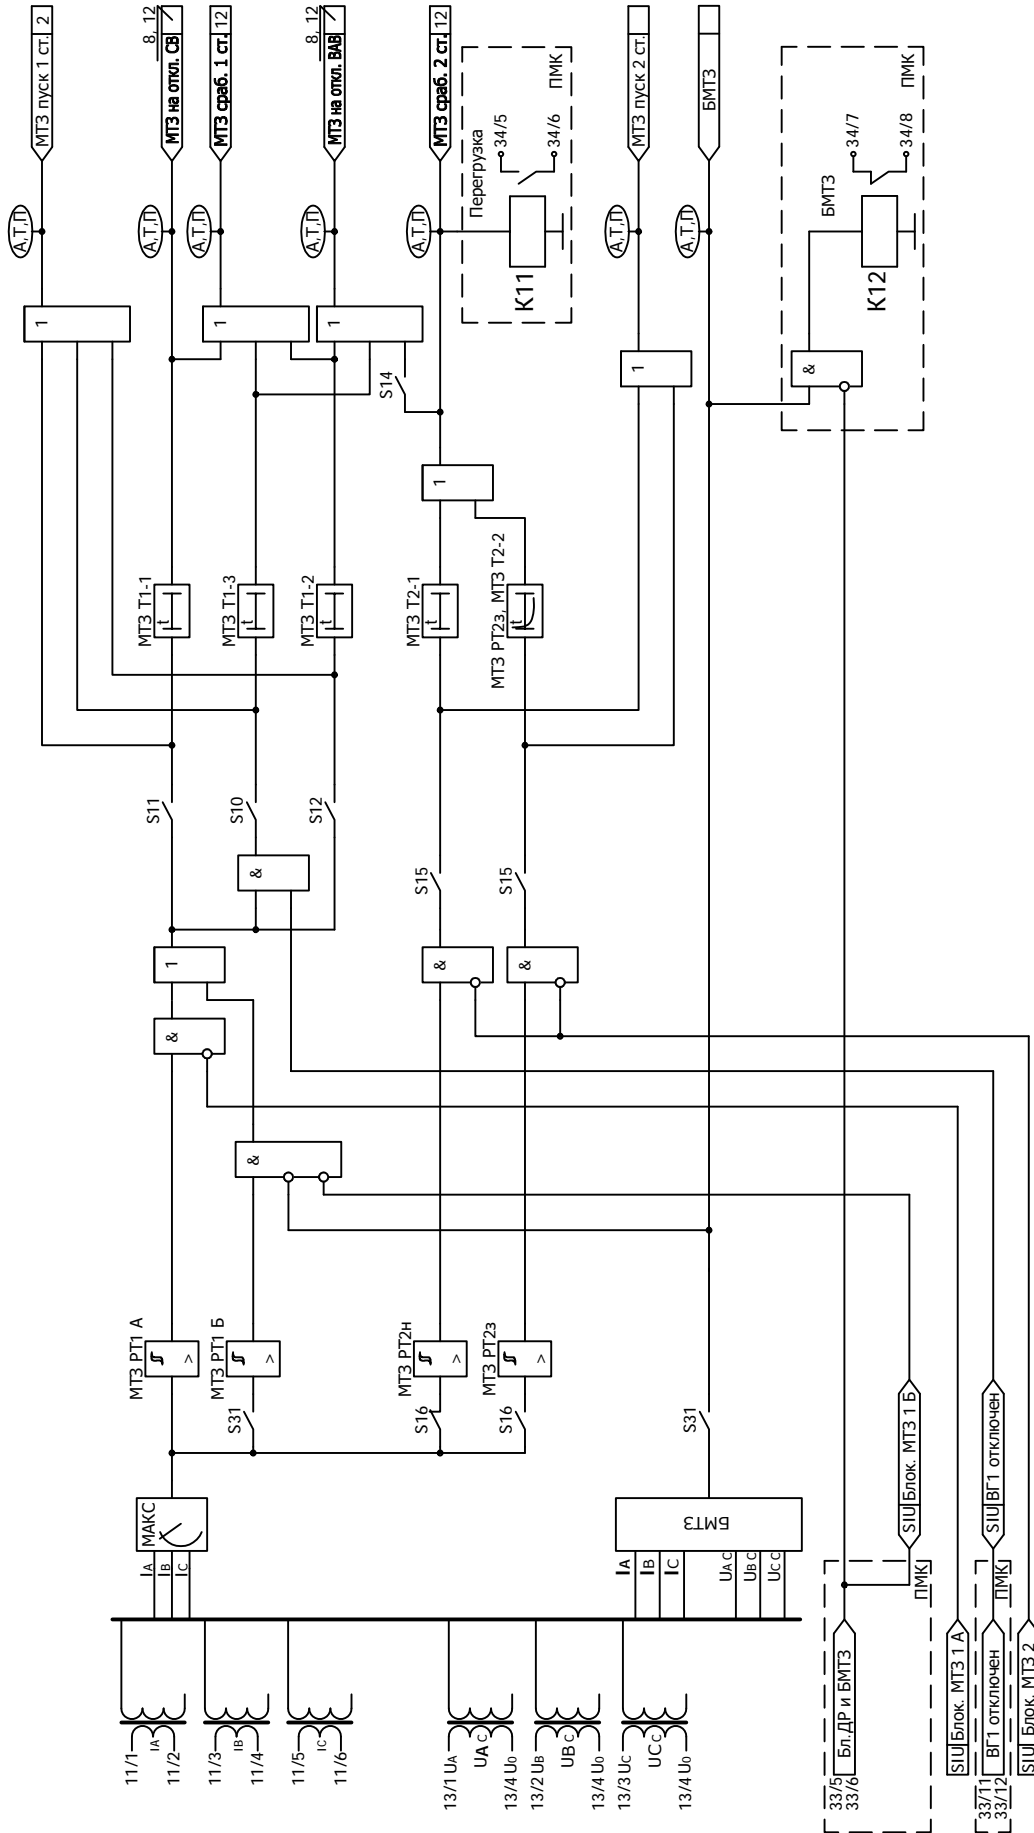 МТЗ пуск 1 ст. 2
8, 12
МТЗ на откл. СВ
МТЗ сраб. 1 ст. 12
8, 12
МТЗ на откл. ВАВ
МТЗ сраб. 2 ст. 12
МТЗ пуск 2 ст.
БМТЗ
ПМК
Перегрузка
34/5
34/6
K11
ПМК
БМТЗ
34/7
34/8
K12
А,Т,П
А,Т,П
А,Т,П
А,Т,П
А,Т,П
А,Т,П
А,Т,П
1
1
1
1
&
S14
1
МТЗ Т1-1
t
МТЗ Т1-3
t
МТЗ Т1-2
t
МТЗ Т2-1
t
МТЗ РТ2з, МТЗ Т2-2
t
S11
S10
S12
&
S15
S15
1
&
&
&
&
МТЗ РТ1 А
>
МТЗ РТ1 Б
>
МТЗ РТ2н
>
МТЗ РТ2з
>
S31
S16
S16
S31
МАКС
IA
IB
IC
БМТЗ
IA
IB
IC
UA C
UB C
UC C
SIU Блок. МТЗ 1 Б
SIU ВГ1 отключен
ПМК
ПМК
11/1
IA
11/2
11/3
IB
11/4
11/5
IC
11/6
13/1 UA
UA C
13/4 U0
13/2 UB
UB C
13/4 U0
13/3 UC
UC C
13/4 U0
33/5
33/6
Бл.ДР и БМТЗ
SIU Блок. МТЗ 1 А
33/11
33/12
ВГ1 отключен
SIU Блок. МТЗ 2